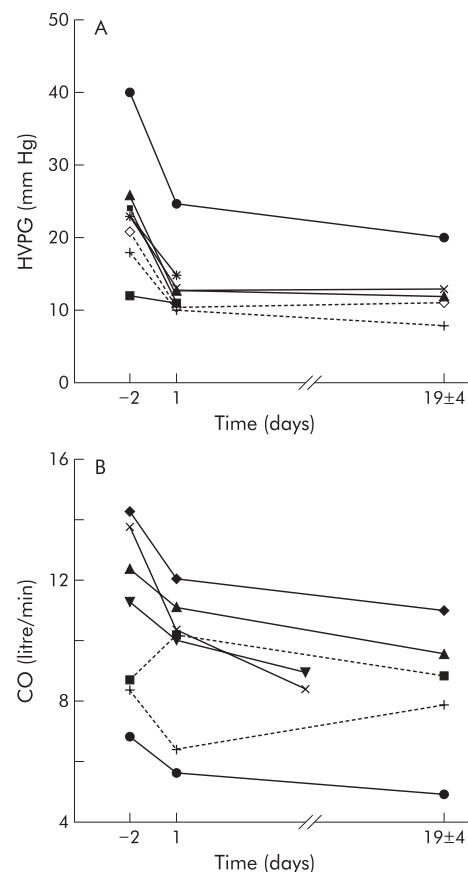 A
50
40
30
20
10
0
HVPG (mm Hg)
−2 1 19±4
Time (days)
B
16
12
8
4
CO (litre/min)
−2 1 19±4
Time (days)